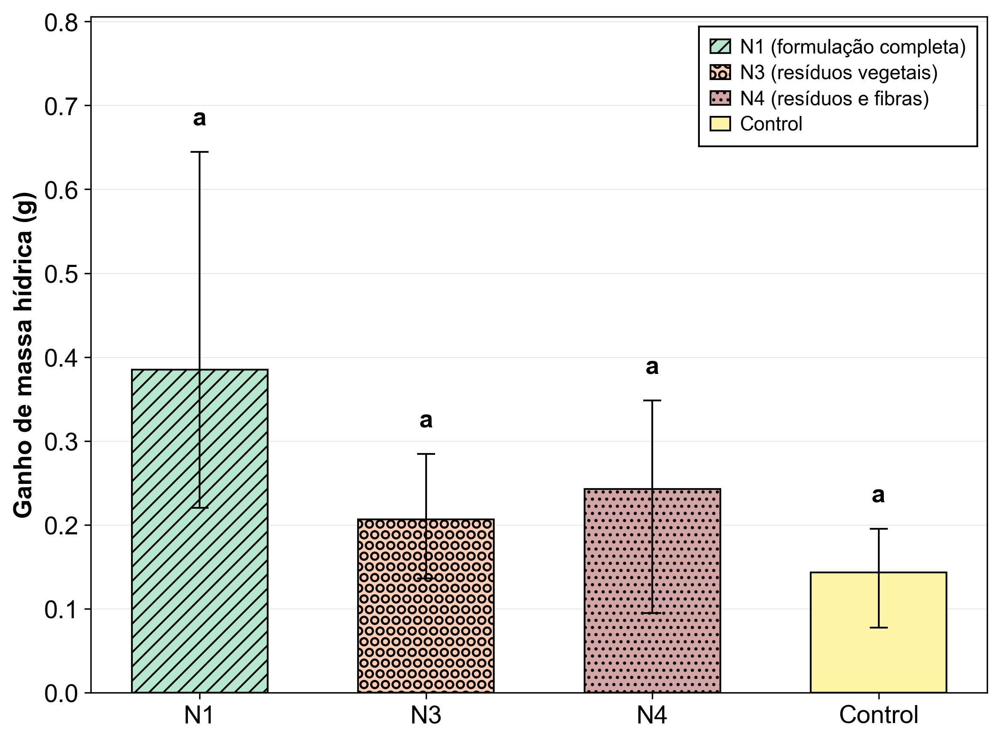 Ganho de massa hídrica (g)
0.8
0.7
0.6
0.5
0.4
0.3
0.2
0.1
0.0
N1 (formulação completa)
N3 (resíduos vegetais)
N4 (resíduos e fibras)
Control
a
a
a
a
N1
N3
N4
Control